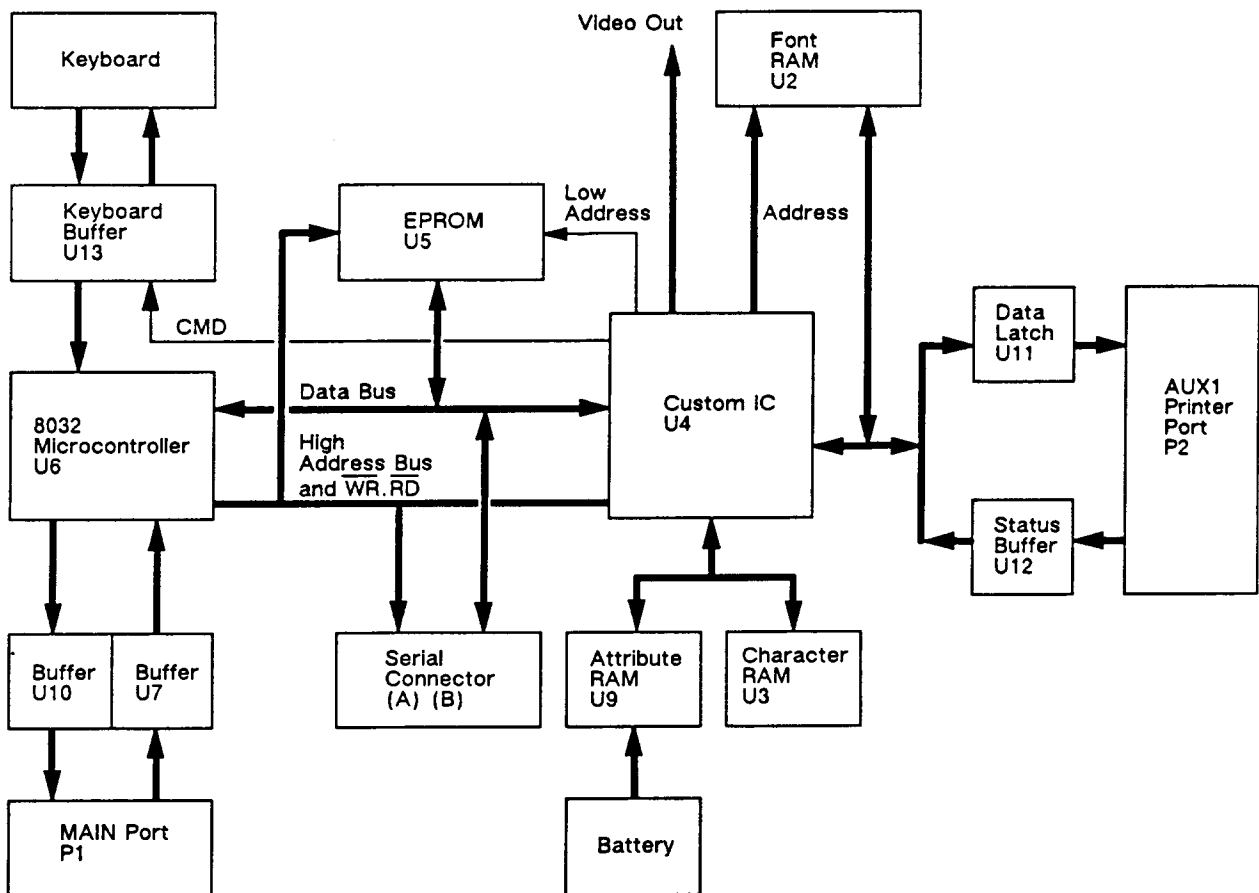 Video Out
Font
RAM
U2
Keyboard
Keyboard
Buffer
U13
EPROM
U5
Low
Address
Address
CMD
Data
Latch
U11
AUX1
Printer
Port
P2
8032
Microcontroller
U6
Data Bus
Custom IC
U4
High
Address Bus
and WR.RD
Status
Buffer
U12
Buffer
U10
Buffer
U7
Serial
Connector
(A) (B)
Attribute
RAM
U9
Character
RAM
U3
MAIN Port
P1
Battery